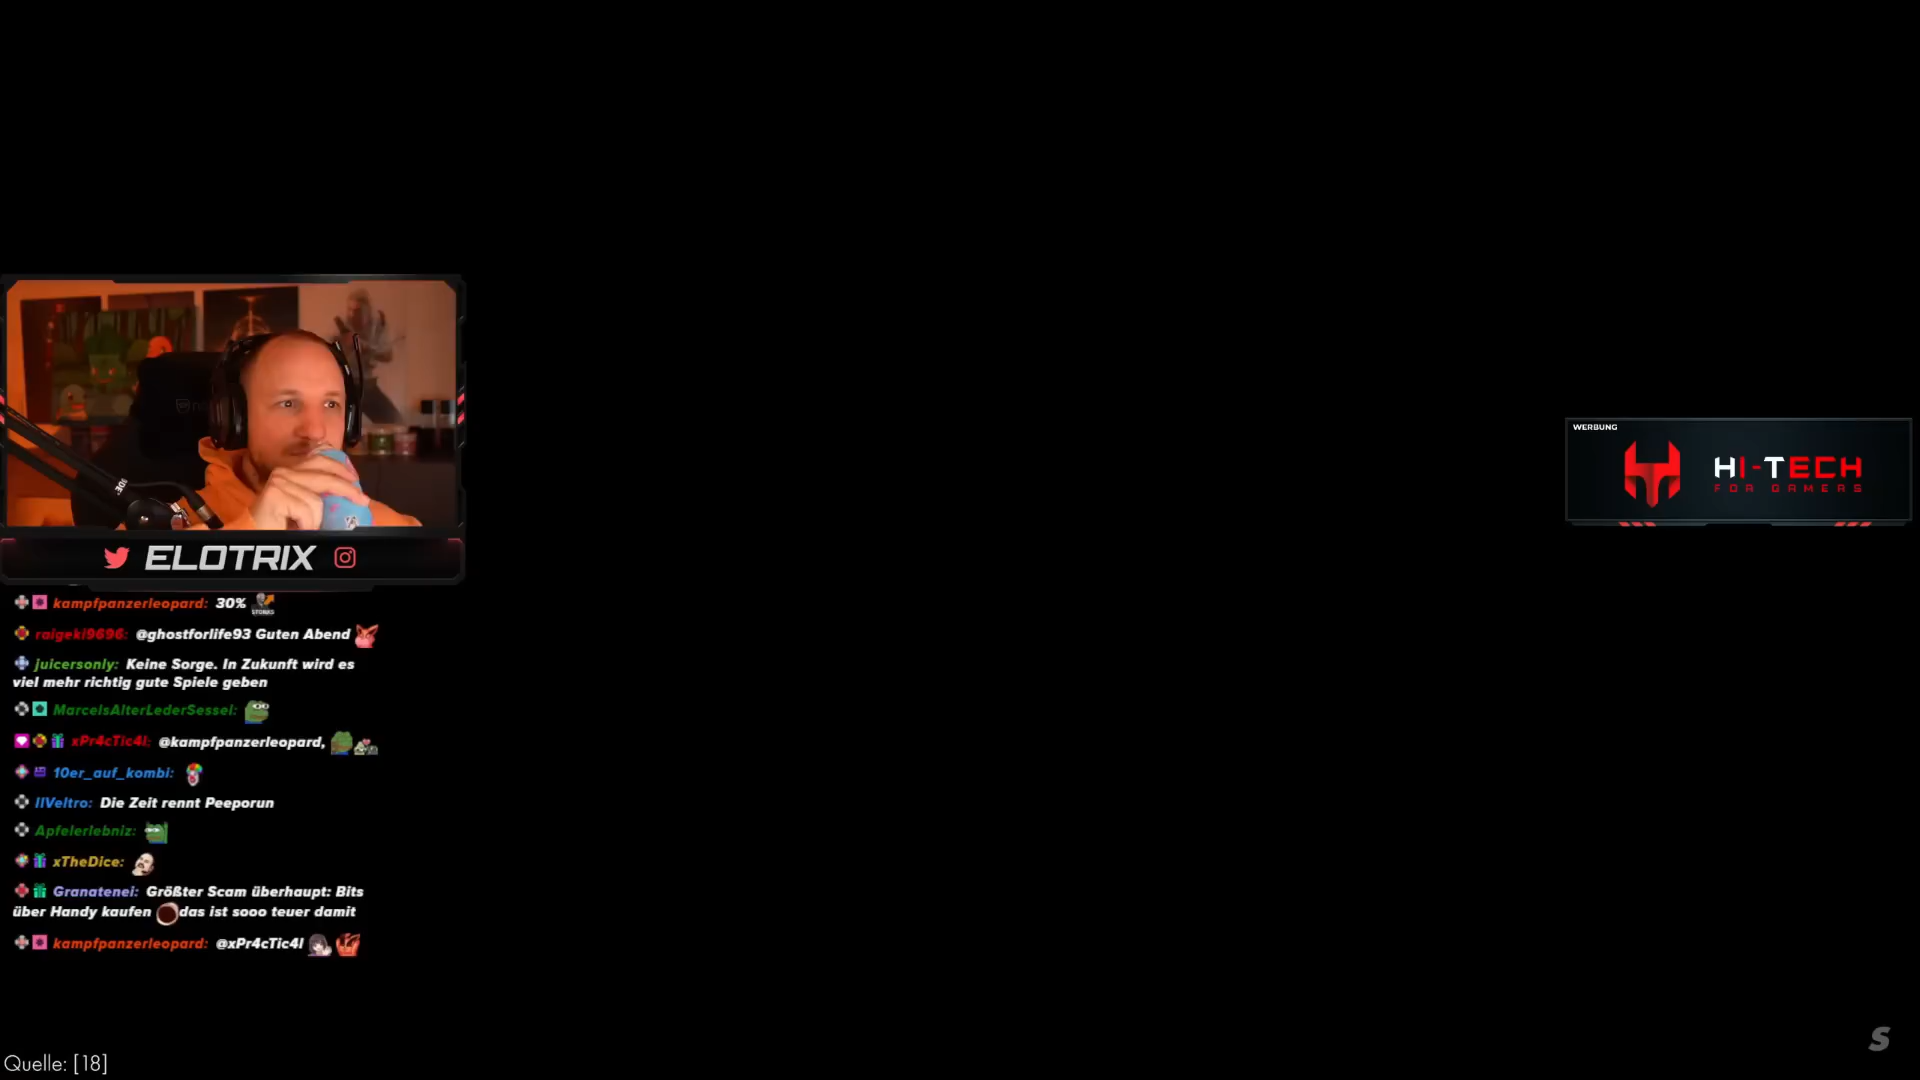 WERBUNG
HI-TECH
FOR GAMERS
ELOTRIX
kampfpanzerleopard: 30%
raigeki9696: @ghostforlife93 Guten Abend
juicersonly: Keine Sorge. In Zukunft wird es
viel mehr richtig gute Spiele geben
MarcelsAlterLederSessel:
xPr4cTic4l: @kampfpanzerleopard,
10er_auf_kombi:
IIVeltro: Die Zeit rennt Peeporun
Apfelerlebniz:
xTheDice:
Granatenei: Größter Scam überhaupt: Bits
über Handy kaufen das ist sooo teuer damit
kampfpanzerleopard: @xPr4cTic4l
S
Quelle: [18]